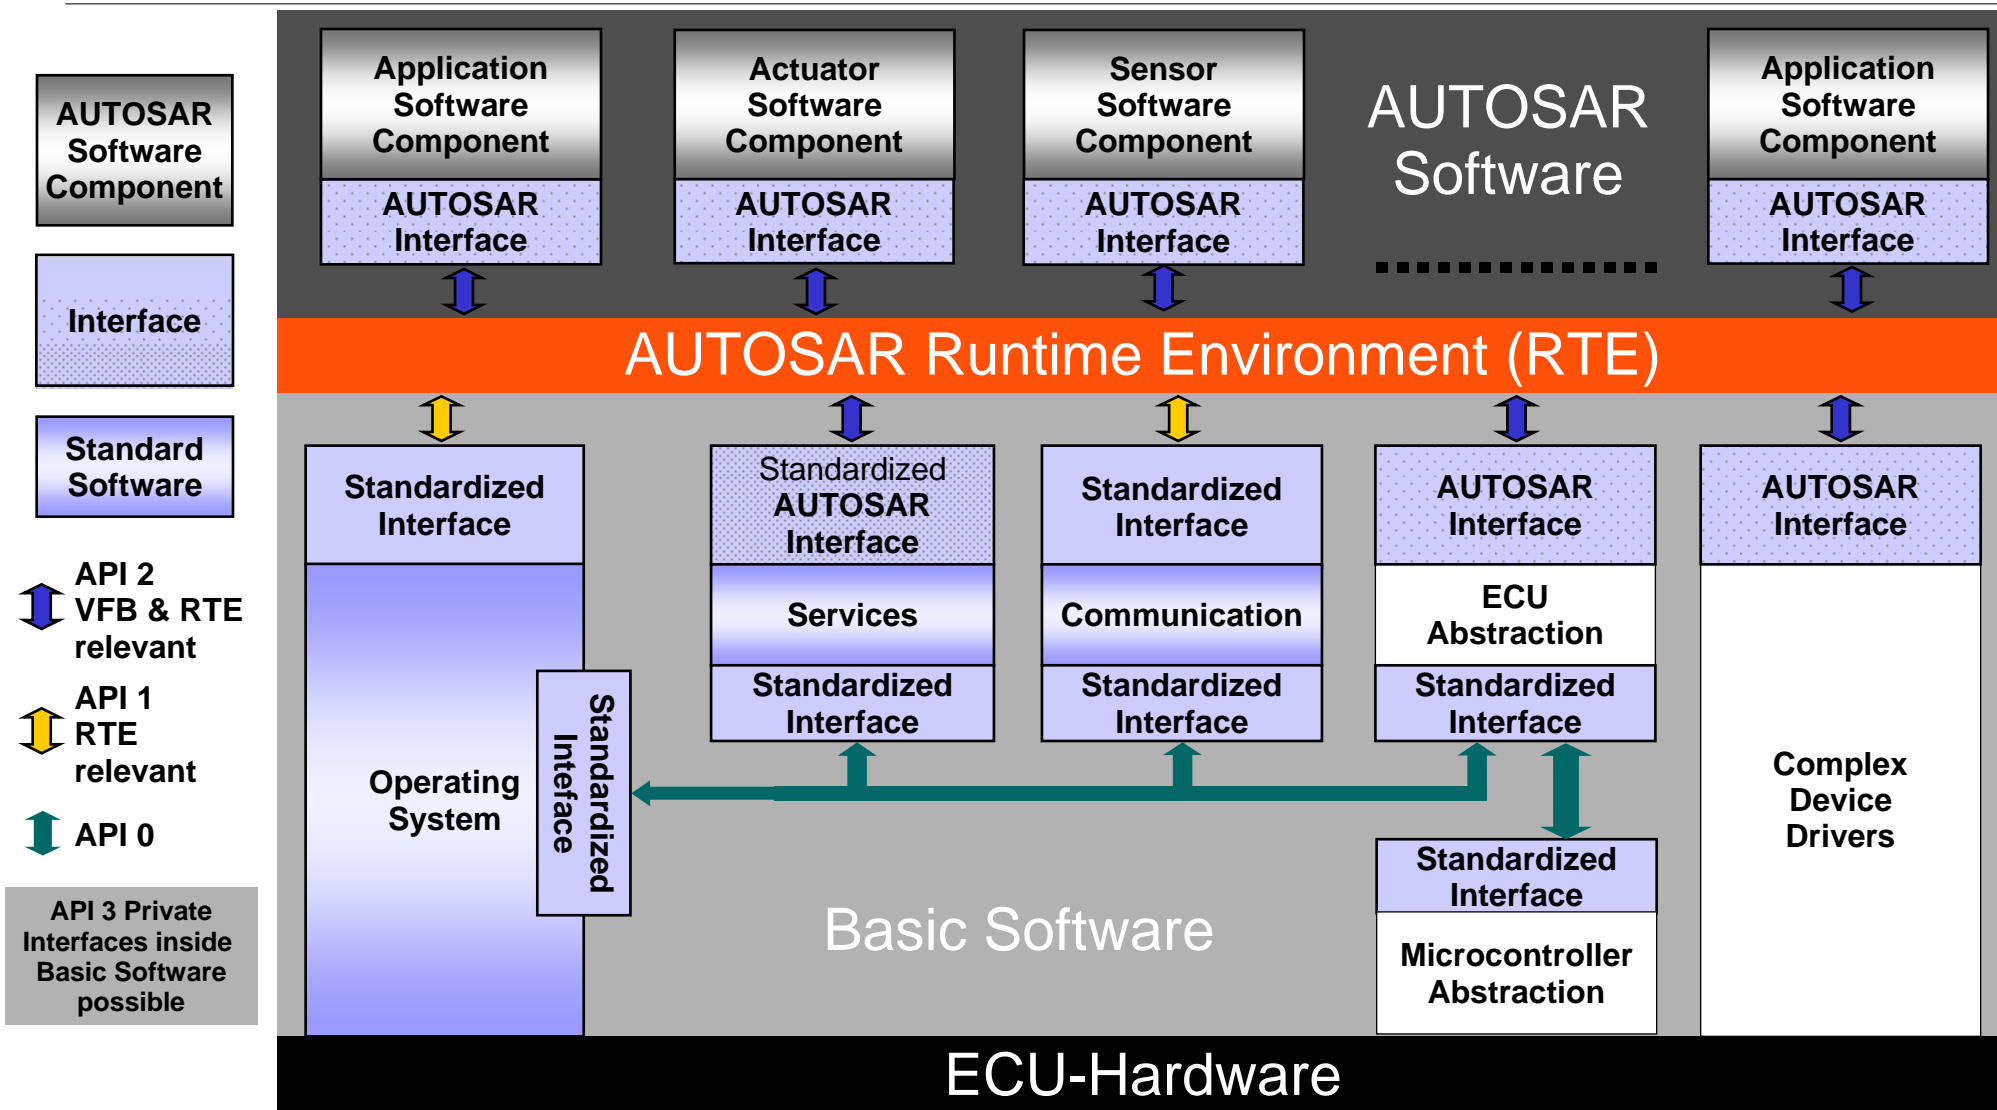 AUTOSAR
Software
Component
Interface
Standard
Software
API 2
VFB & RTE
relevant
API 1
RTE
relevant
API 0
API 3 Private
Interfaces inside
Basic Software
possible
Application
Software
Component
AUTOSAR
Interface
Actuator
Software
Component
AUTOSAR
Interface
Sensor
Software
Component
AUTOSAR
Interface
AUTOSAR
Software
Application
Software
Component
AUTOSAR
Interface
AUTOSAR Runtime Environment (RTE)
Standardized
Interface
Operating
System
Standardized
Inteface
Standardized
AUTOSAR
Interface
Services
Standardized
Interface
Standardized
Interface
Communication
Standardized
Interface
AUTOSAR
Interface
ECU
Abstraction
Standardized
Interface
Standardized
Interface
Microcontroller
Abstraction
AUTOSAR
Interface
Complex
Device
Drivers
Basic Software
ECU-Hardware